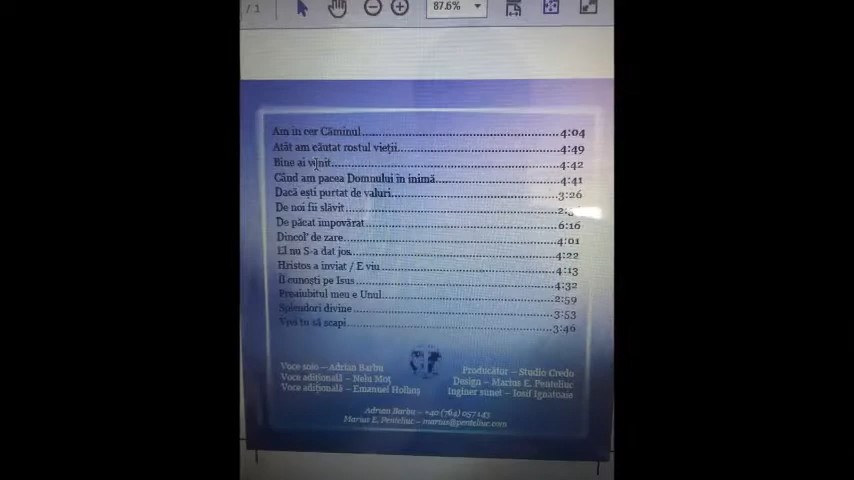 / 1
87.6%
Am în cer Căminul 4:04
Atât am căutat rostul vieții 4:49
Bine ai venit 4:42
Când am pacea Domnului în inimă 4:41
Dacă ești purtat de valuri 3:26
De noi fii slăvit
De păcat împovărat 6:16
Dincol' de zare 4:01
El nu S-a dat jos 4:22
Hristos a înviat / E viu 4:13
Îl cunoști pe Isus 4:32
Preaiubitul meu e Unul 2:59
Splendori divine 3:53
Vrei tu să scapi 3:46
Voce solo – Adrian Barbu
Voce adițională – Nelu Moț
Voce adițională – Emanuel Holhoș
Producător – Studio Credo
Design – Marius E. Penteliuc
Inginer sunet – Iosif Ignatoaie
Adrian Barbu – +40 (764) 057 143
Marius E. Penteliuc – marius@penteliuc.com